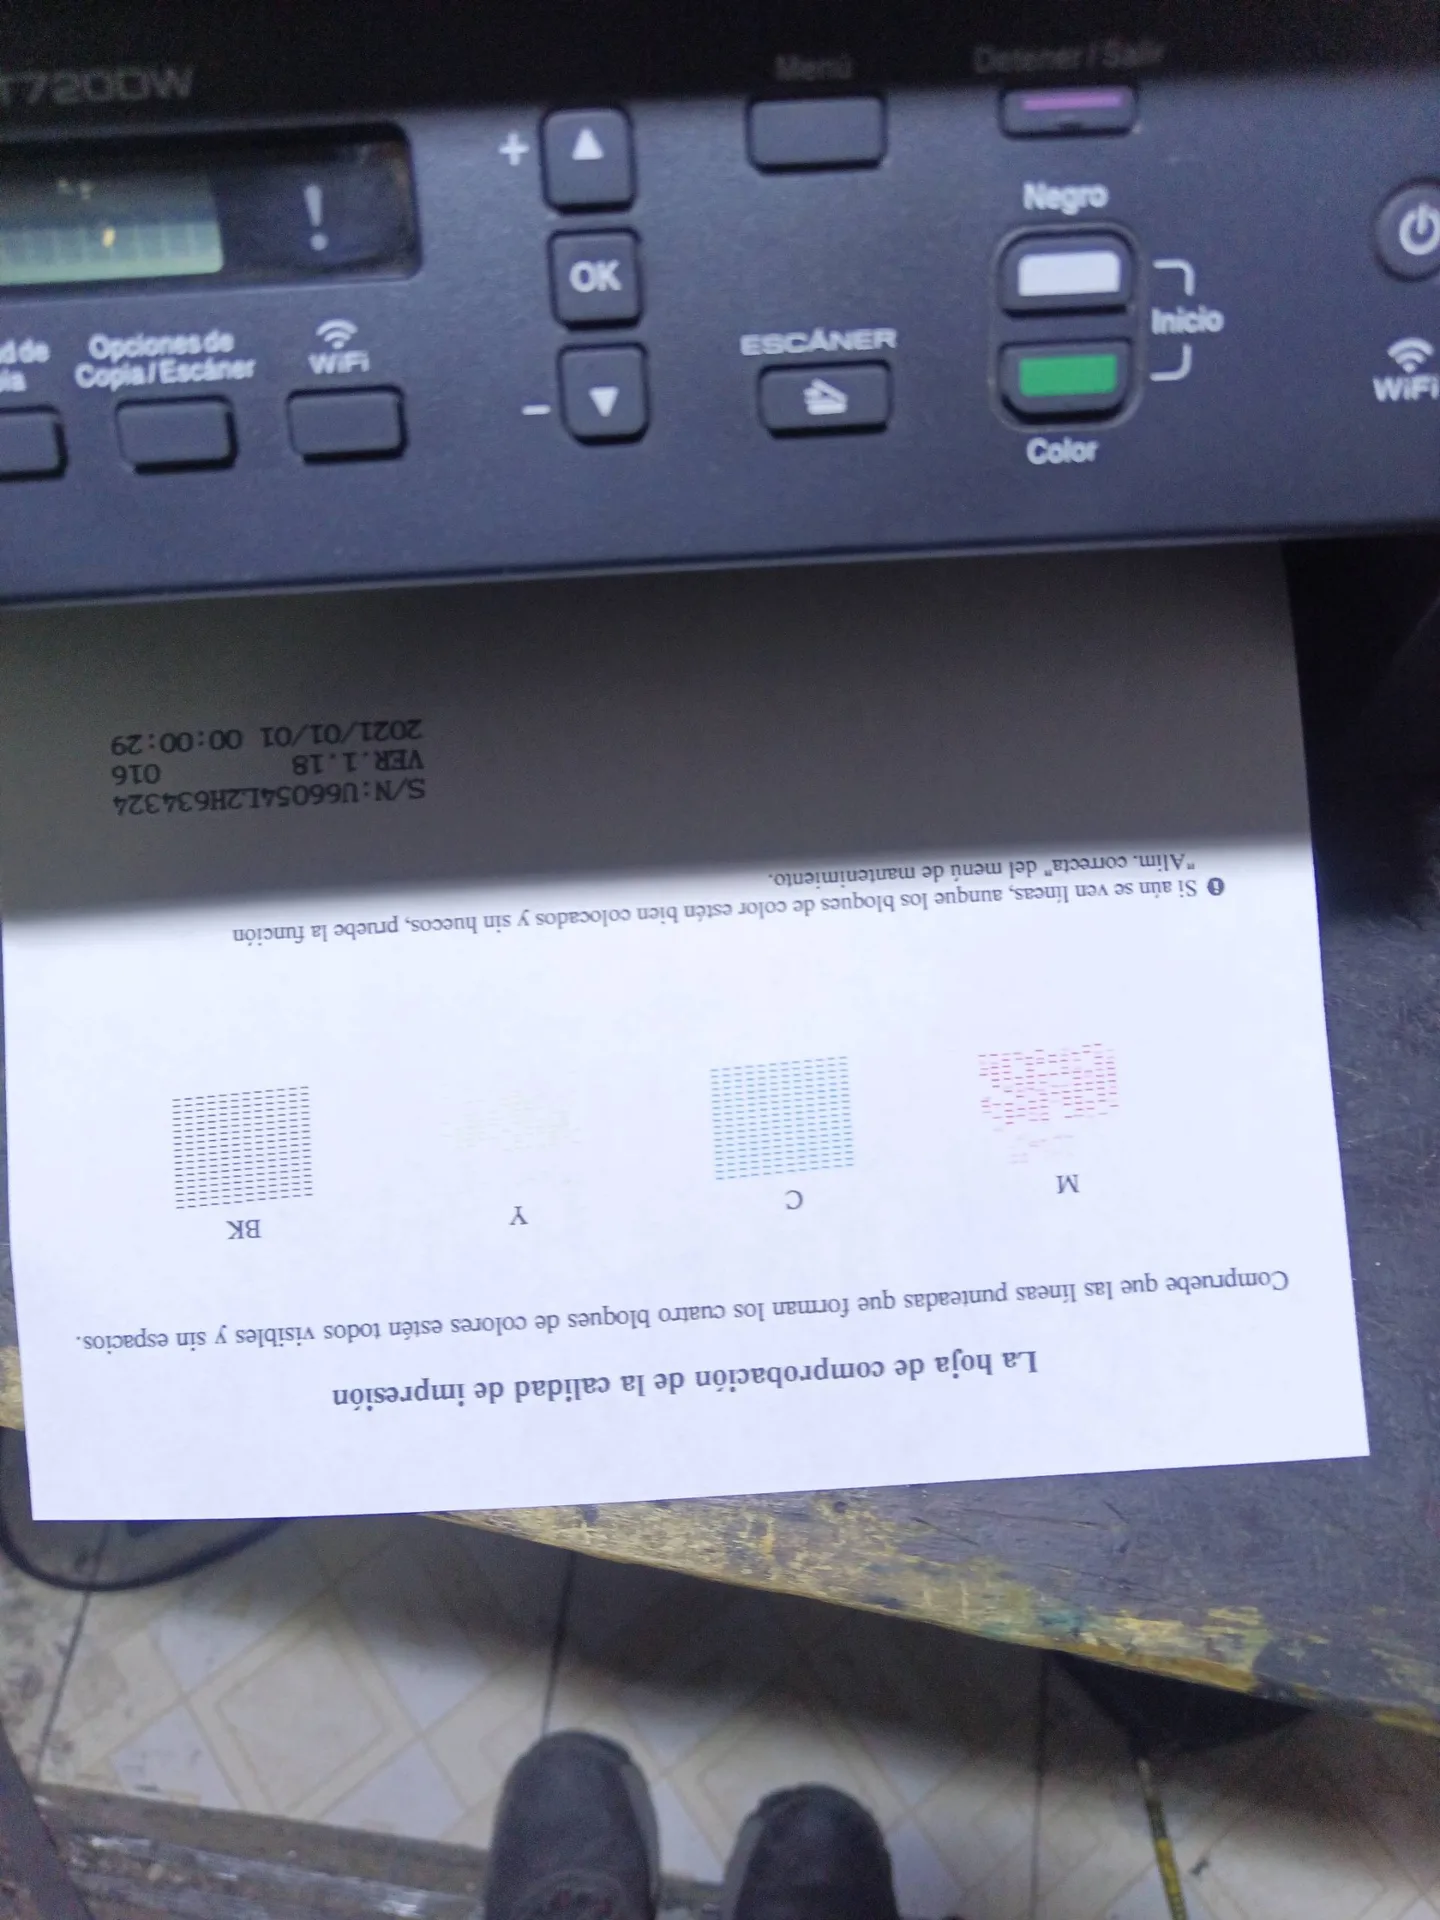 T720DW
Menú
Detener / Salir
+
Negro
!
OK
Inicio
Opciones de
Copia / Escáner
WiFi
ESCÁNER
WiFi
−
Color
La hoja de comprobación de la calidad de impresión
Compruebe que las líneas punteadas que forman los cuatro bloques de colores estén todos visibles y sin espacios.
M C Y BK
Si aún se ven líneas, aunque los bloques de color estén bien colocados y sin huecos, pruebe la función
"Alim. correcta" del menú de mantenimiento.
S/N:U66054L2H634324
VER.1.18 016
2021/01/01 00:00:29